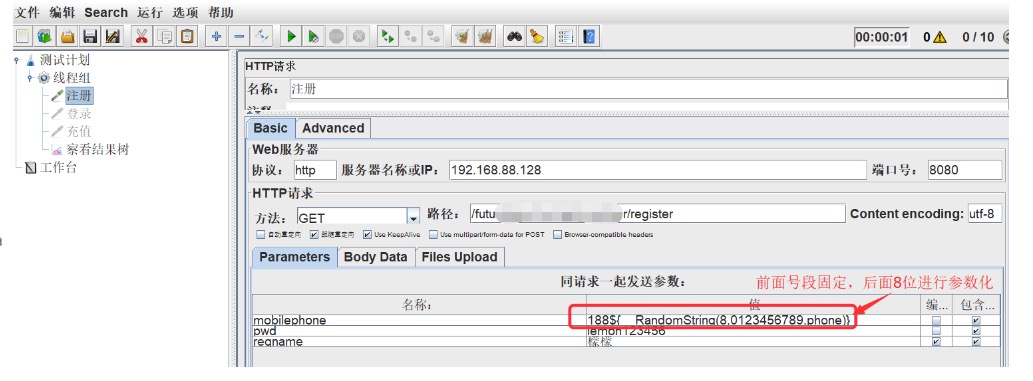 文件 编辑 Search 运行 选项 帮助
00:00:01 0 0 / 10
测试计划
线程组
注册
登录
充值
察看结果树
工作台
HTTP请求
名称: 注册
注释
Basic Advanced
Web服务器
协议: http 服务器名称或IP: 192.168.88.128 端口号: 8080
HTTP请求
方法: GET 路径: /futu r/register Content encoding: utf-8
自动重定向 跟随重定向 Use KeepAlive Use multipart/form-data for POST Browser-compatible headers
Parameters Body Data Files Upload
同请求一起发送参数: 前面号段固定，后面8位进行参数化
名称: 值 编... 包含...
mobilephone 188${__RandomString(8,0123456789,phone)}
pwd lemon123456
regname 檬檬